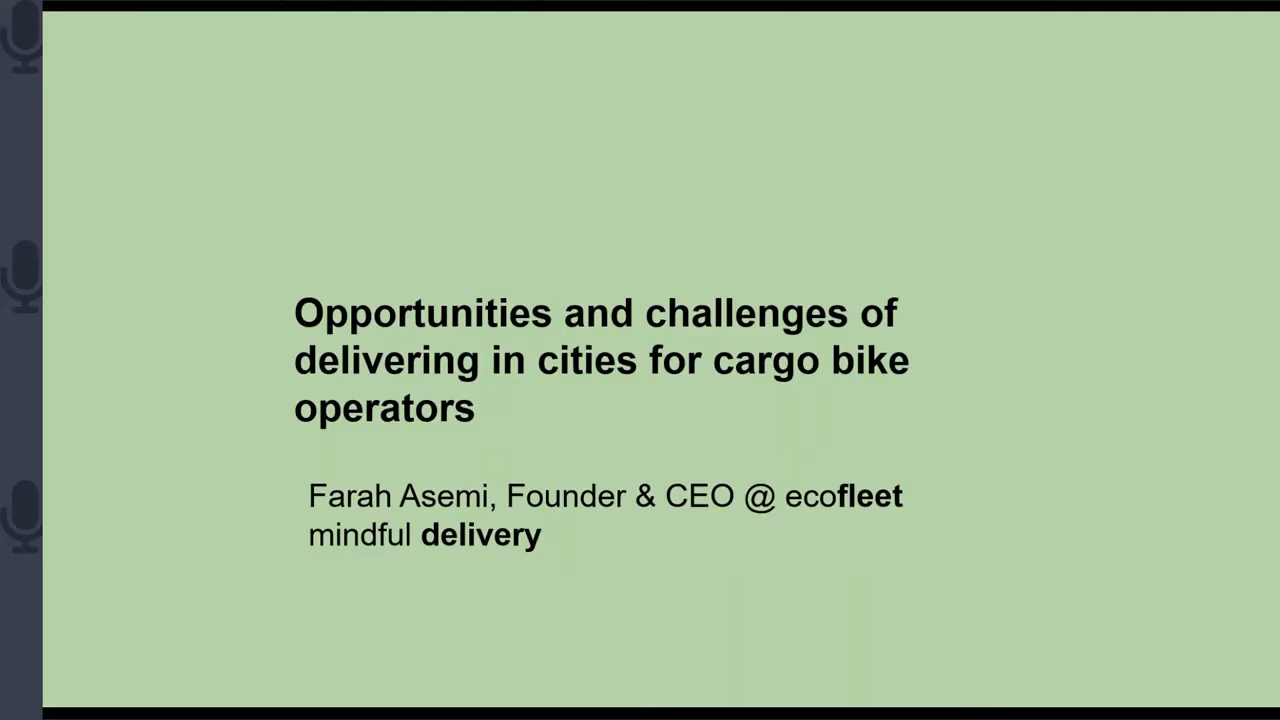 Opportunities and challenges of
delivering in cities for cargo bike
operators
Farah Asemi, Founder & CEO @ ecofleet
mindful delivery